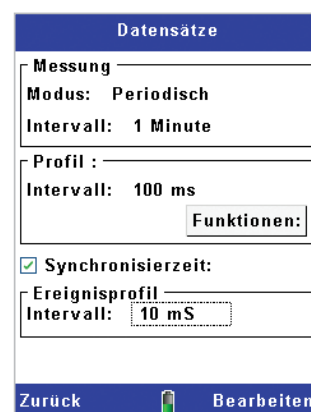 Datensätze
Messung
Modus: Periodisch
Intervall: 1 Minute
Profil :
Intervall: 100 ms
Funktionen:
Synchronisierzeit:
Ereignisprofil
Intervall: 10 mS
Zurück Bearbeiten